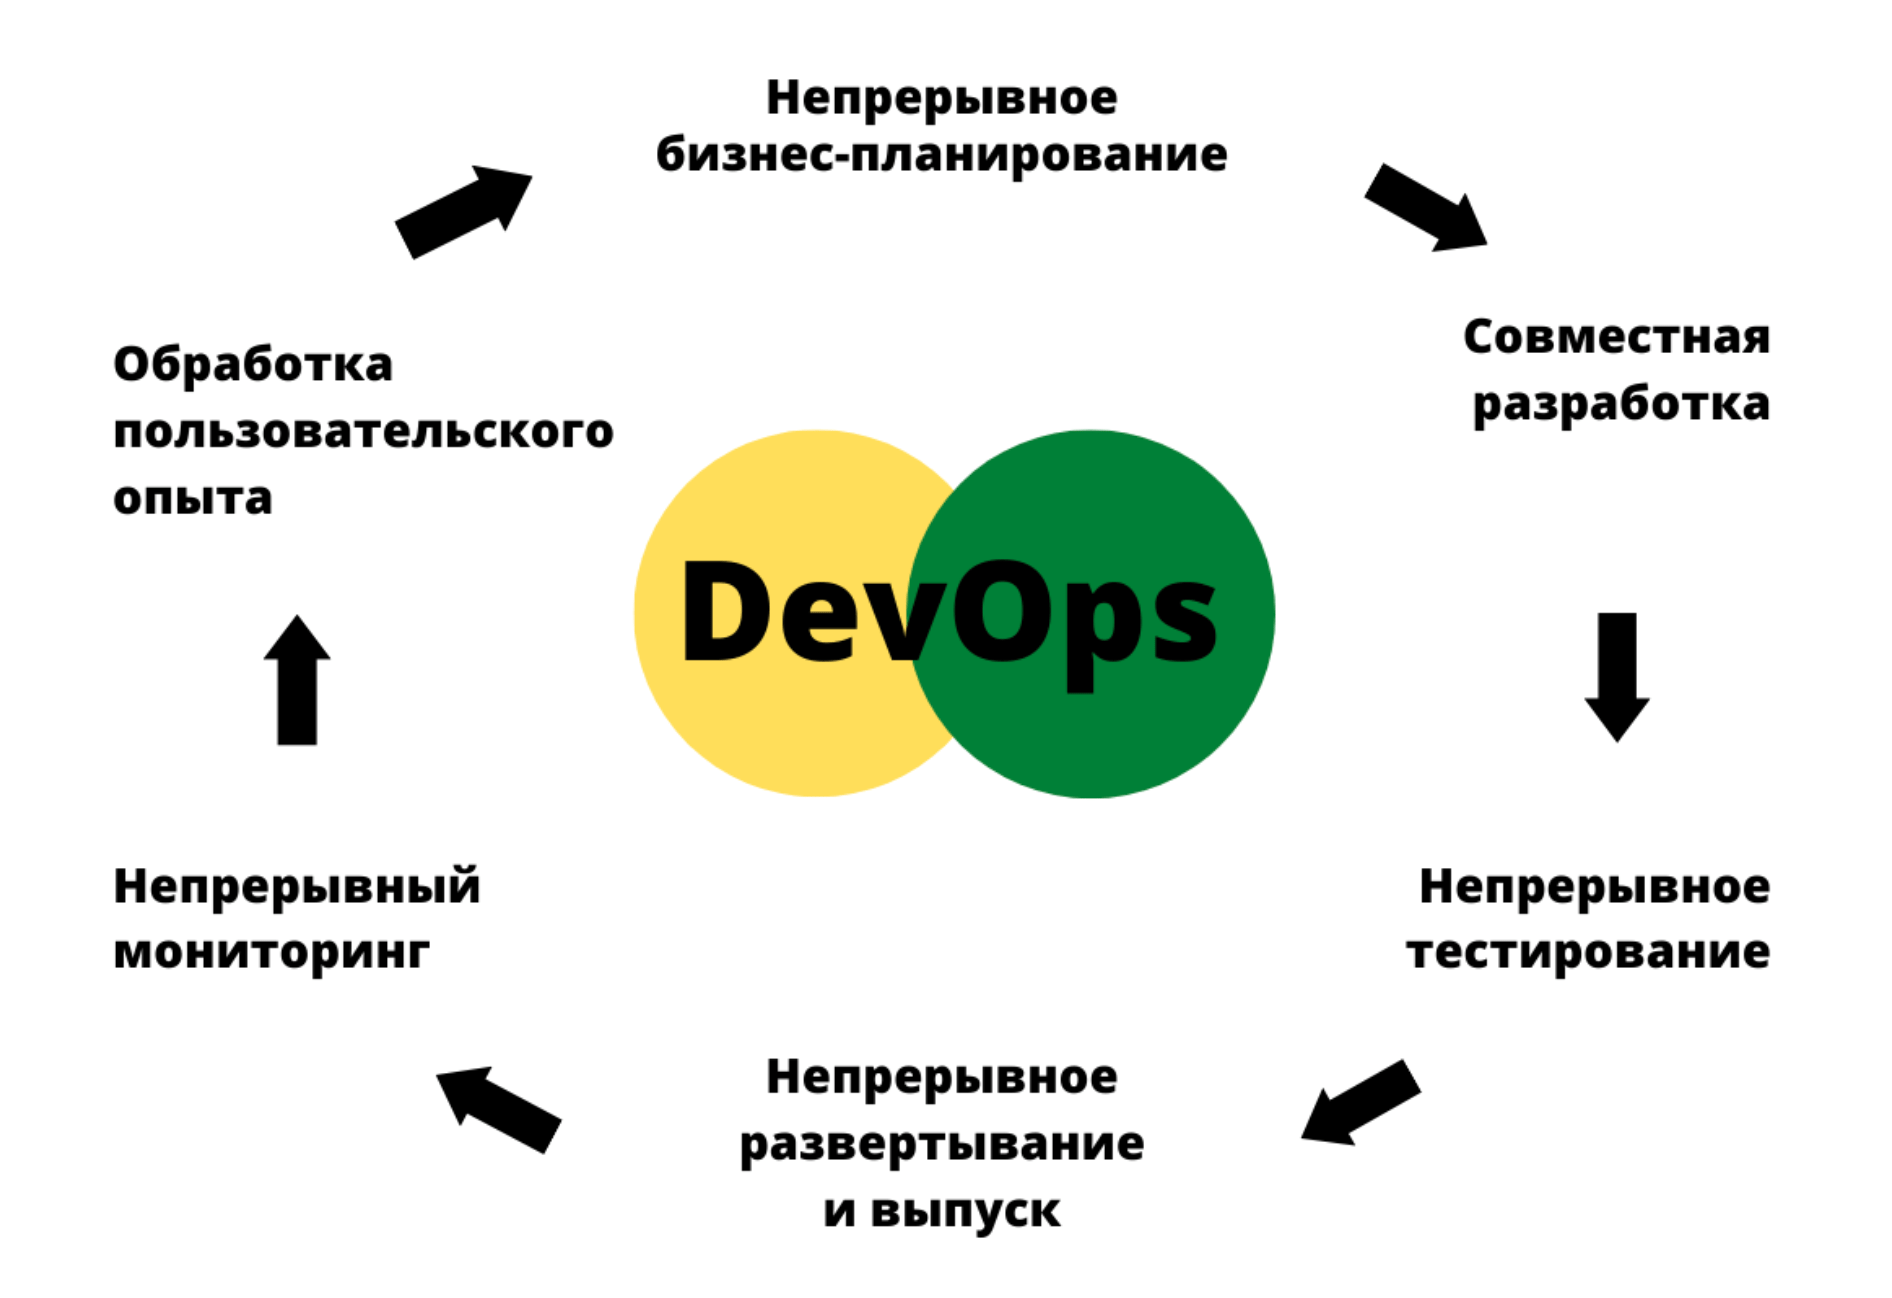 Непрерывное
бизнес-планирование
Совместная
разработка
Обработка
пользовательского
опыта
DevOps
Непрерывный
мониторинг
Непрерывное
тестирование
Непрерывное
развертывание
и выпуск